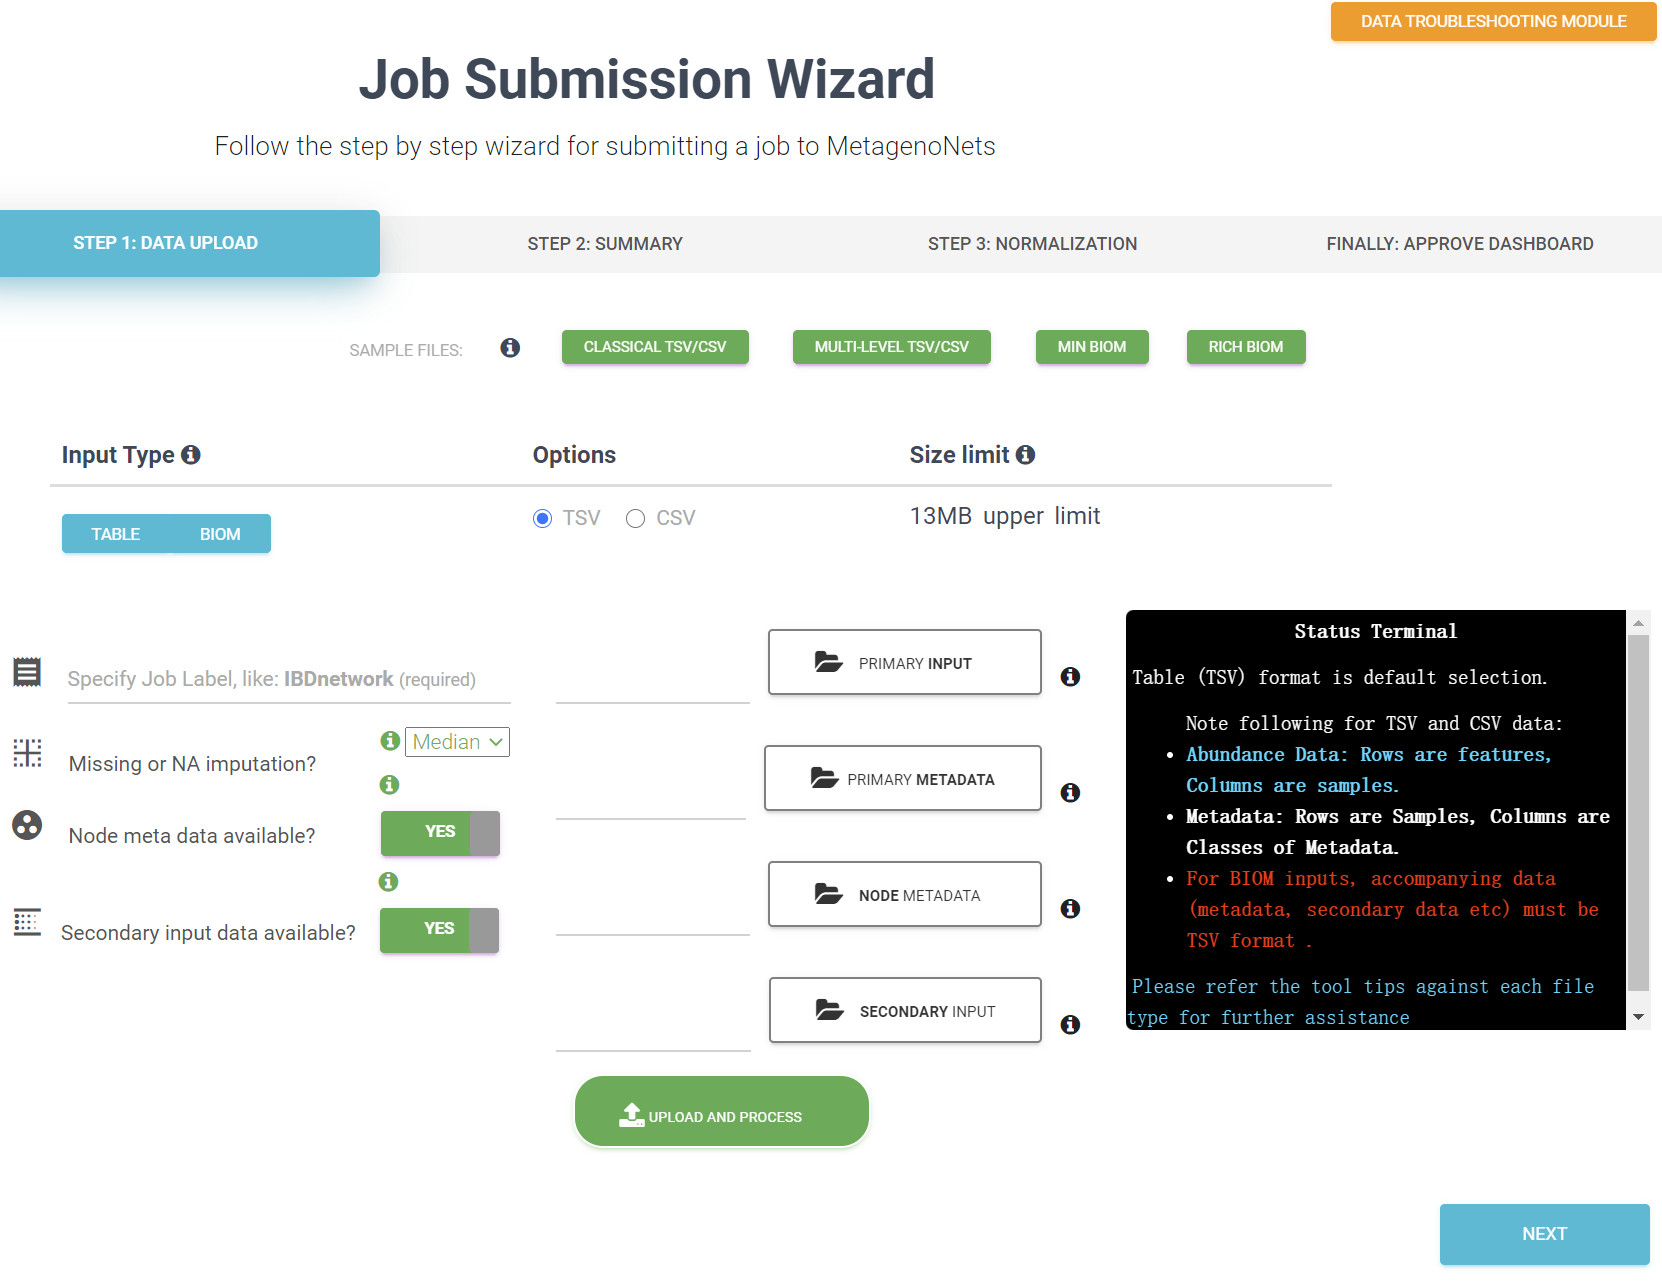 DATA TROUBLESHOOTING MODULE
Job Submission Wizard
Follow the step by step wizard for submitting a job to MetagenoNets
STEP 1: DATA UPLOAD
STEP 2: SUMMARY
STEP 3: NORMALIZATION
FINALLY: APPROVE DASHBOARD
SAMPLE FILES:
CLASSICAL TSV/CSV
MULTI-LEVEL TSV/CSV
MIN BIOM
RICH BIOM
Input Type
Options
Size limit
TABLE
BIOM
TSV
CSV
13MB upper limit
Specify Job Label, like: IBDnetwork (required)
Missing or NA imputation?
Median
Node meta data available?
YES
Secondary input data available?
YES
PRIMARY INPUT
PRIMARY METADATA
NODE METADATA
SECONDARY INPUT
UPLOAD AND PROCESS
Status Terminal
Table (TSV) format is default selection.
Note following for TSV and CSV data:
• Abundance Data: Rows are features,
Columns are samples.
• Metadata: Rows are Samples, Columns are
Classes of Metadata.
• For BIOM inputs, accompanying data
(metadata, secondary data etc) must be
TSV format .
Please refer the tool tips against each file
type for further assistance
NEXT